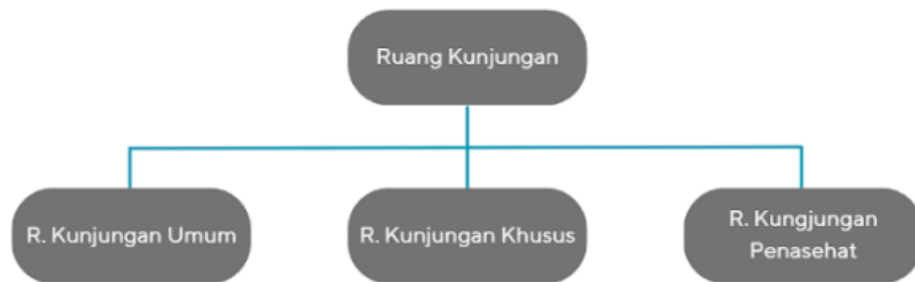 Ruang Kunjungan
R. Kunjungan Umum
R. Kunjungan Khusus
R. Kungjungan
Penasehat